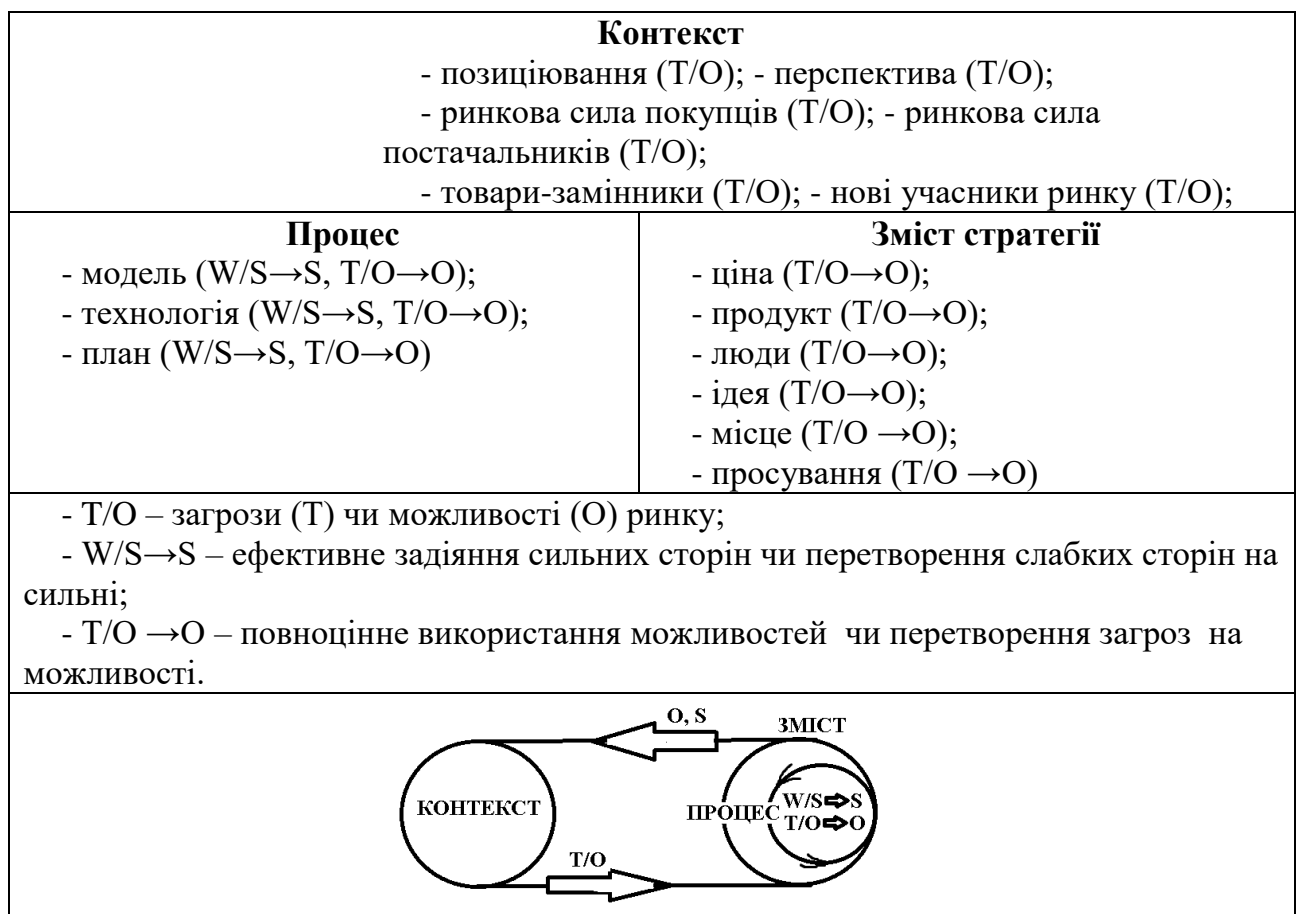 Контекст
- позиціювання (T/O); - перспектива (T/O);
- ринкова сила покупців (T/O); - ринкова сила
постачальників (T/O);
- товари-замінники (T/O); - нові учасники ринку (T/O);
Процес
- модель (W/S→S, T/O→O);
- технологія (W/S→S, T/O→O);
- план (W/S→S, T/O→O)
Зміст стратегії
- ціна (T/O→O);
- продукт (T/O→O);
- люди (T/O→O);
- ідея (T/O→O);
- місце (T/O →O);
- просування (T/O →O)
- T/O – загрози (T) чи можливості (O) ринку;
- W/S→S – ефективне задіяння сильних сторін чи перетворення слабких сторін на
сильні;
- T/O →O – повноцінне використання можливостей чи перетворення загроз на
можливості.
O, S
ЗМІСТ
КОНТЕКСТ
ПРОЦЕС
W/S⇨S
T/O⇨O
T/O